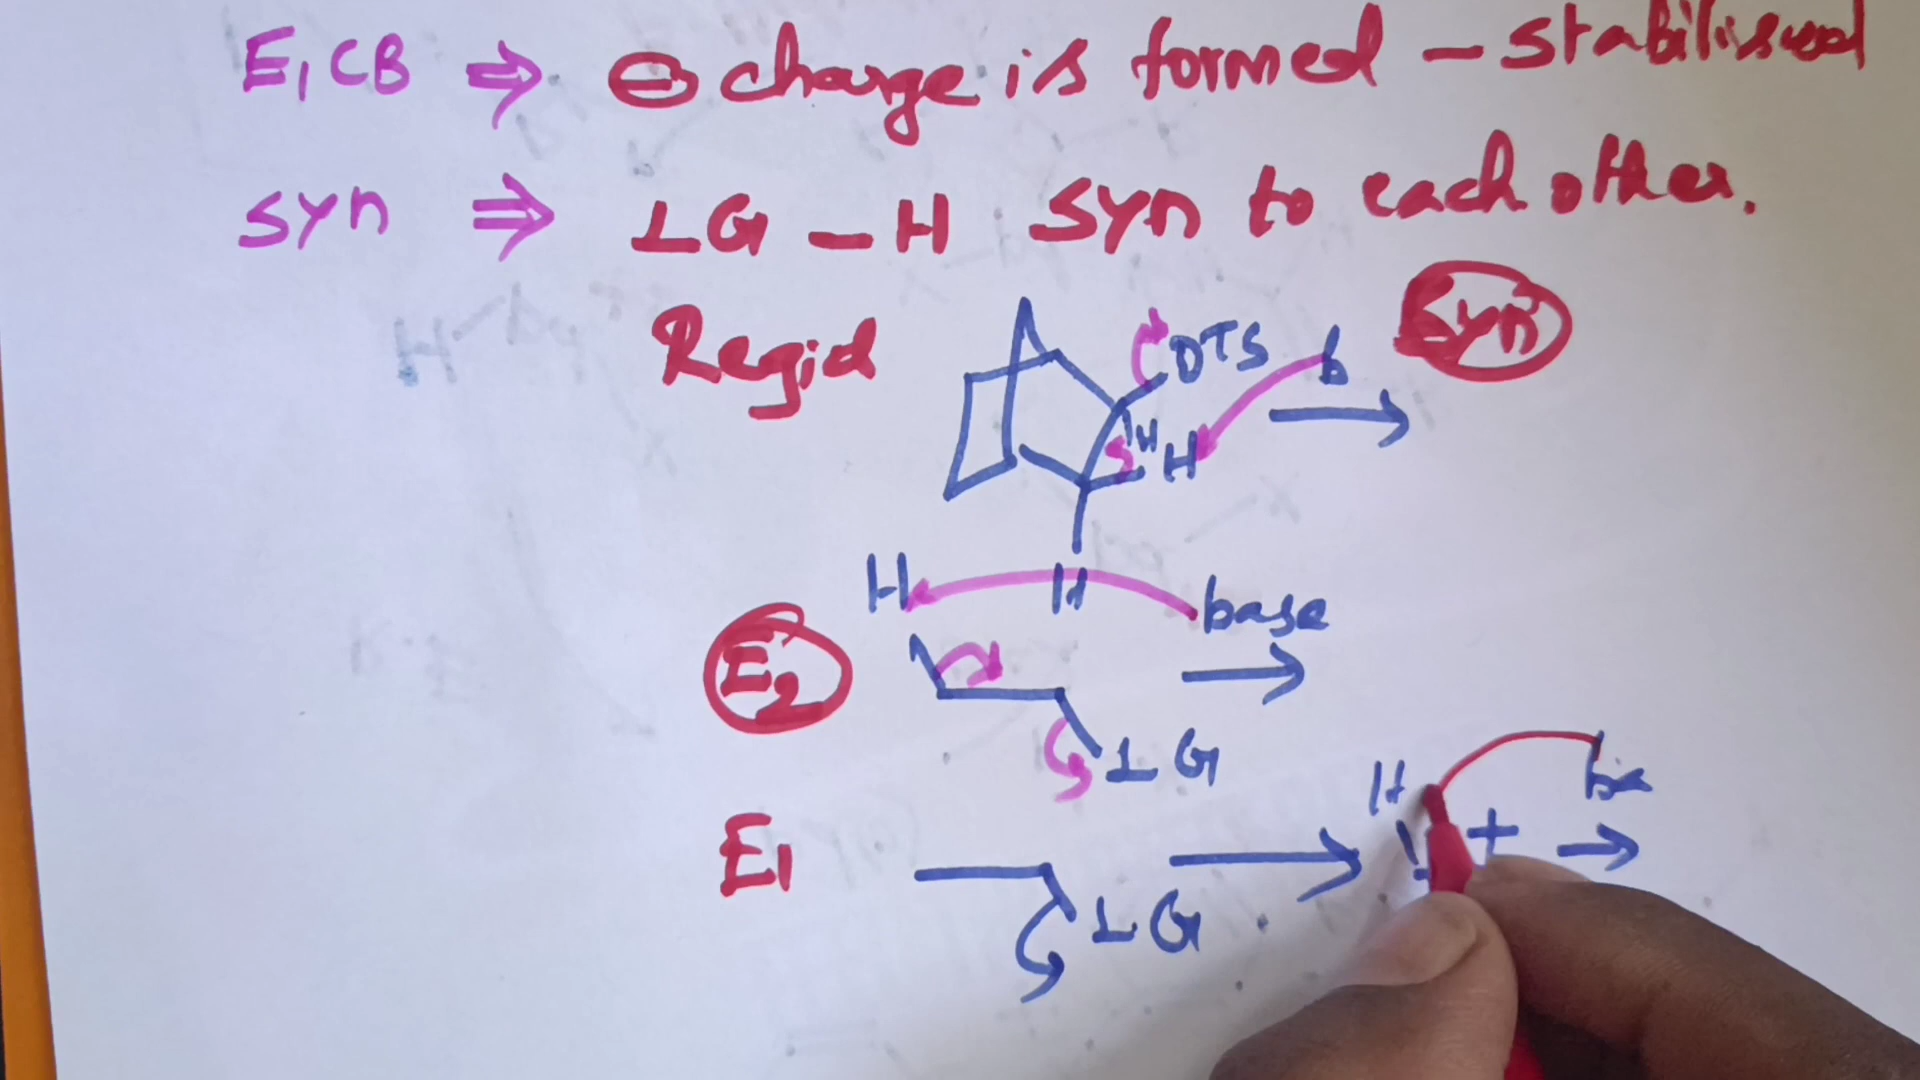 E1CB ⇒ ⊖ charge is formed - stabilised
Syn ⇒ LG - H Syn to each other.
Regid
OTS
b
Syn
H
H
H
H
base
E2
LG
H
+
E1
LG